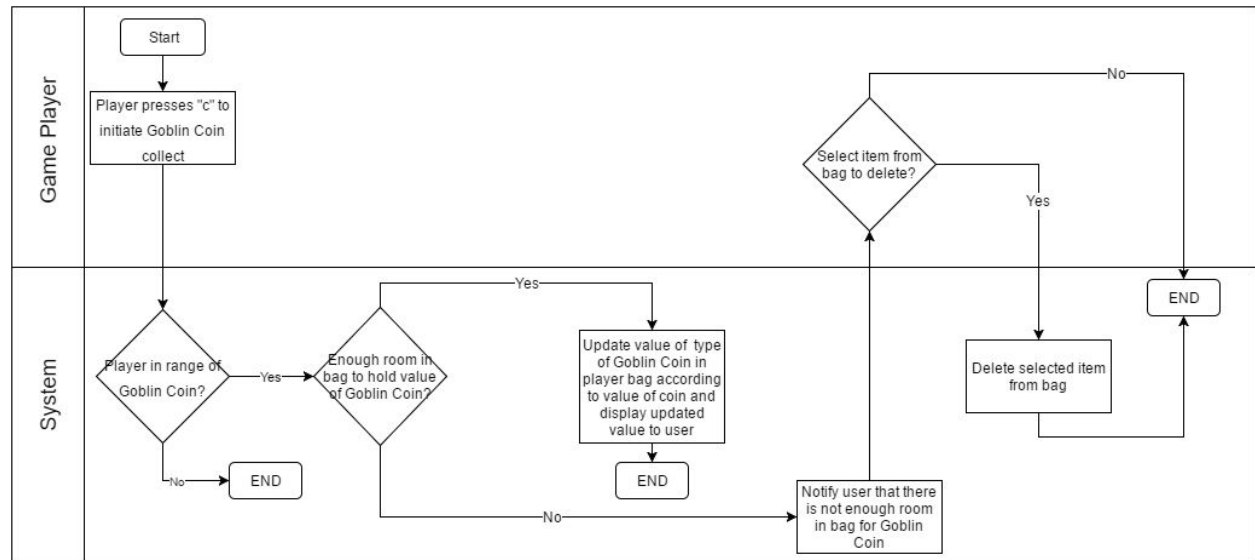 Game Player
Start
Player presses "c" to
initiate Goblin Coin
collect
Select item from
bag to delete?
No
Yes
System
Player in range of
Goblin Coin?
Yes
No
END
Enough room in
bag to hold value
of Goblin Coin?
Yes
Update value of type
of Goblin Coin in
player bag according
to value of coin and
display updated
value to user
END
No
Notify user that there
is not enough room
in bag for Goblin
Coin
Delete selected item
from bag
END